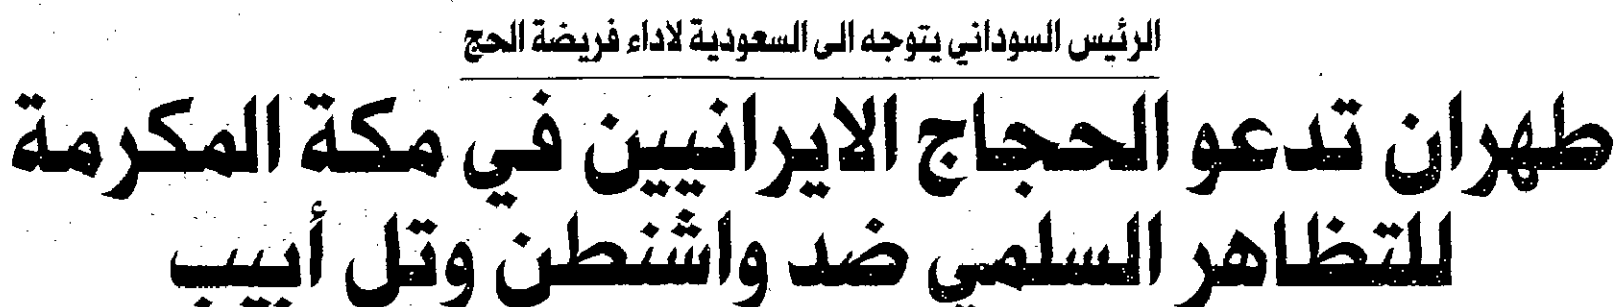 الرئيس السوداني يتوجه الى السعودية لاداء فريضة الحج
طهران تدعو الحجاج الايرانيين في مكة المكرمة
للتظاهر السلمي ضد واشنطن وتل أبيب